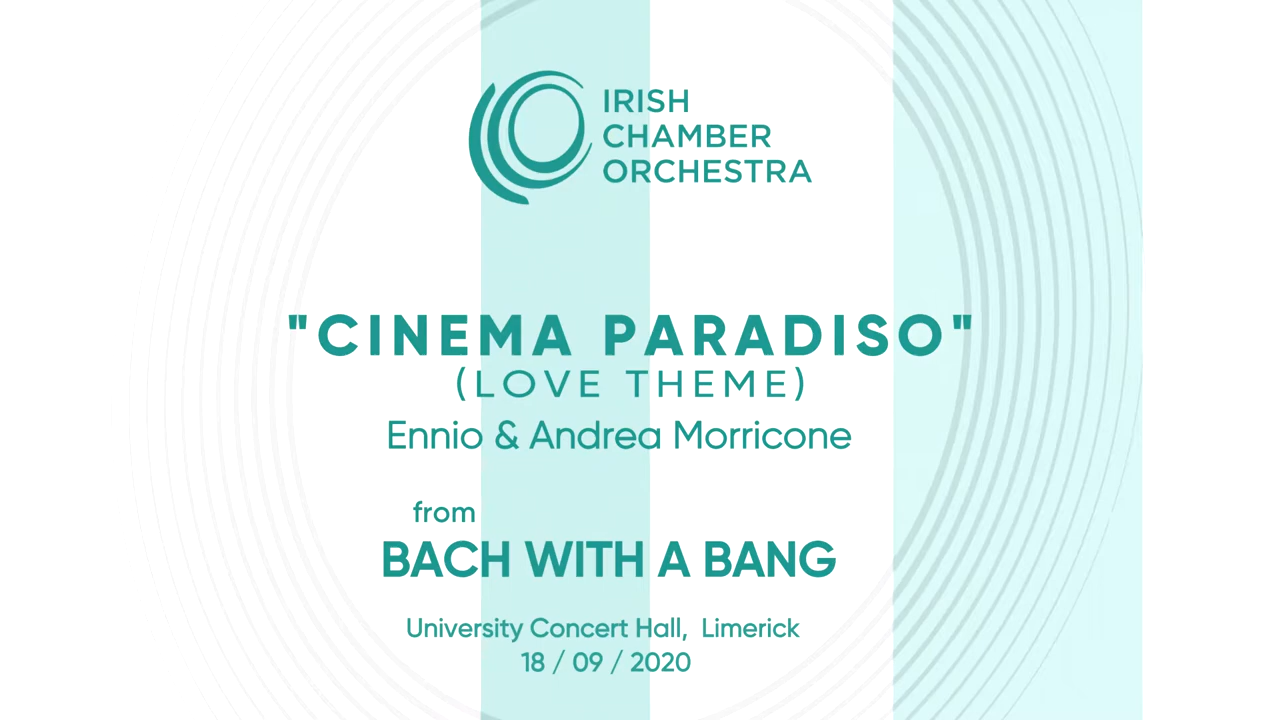 IRISH
CHAMBER
ORCHESTRA
"CINEMA PARADISO"
(LOVE THEME)
Ennio & Andrea Morricone
from
BACH WITH A BANG
University Concert Hall, Limerick
18 / 09 / 2020